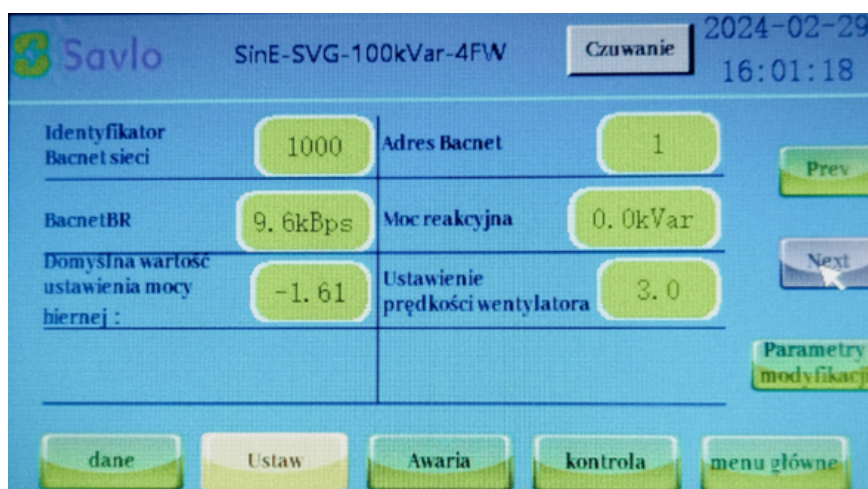 Savlo
SinE-SVG-100kVar-4FW
Czuwanie
2024-02-29
16:01:18
Identyfikator
Bacnet sieci
1000
Adres Bacnet
1
Prev
BacnetBR
9.6kBps
Moc reakcyjna
0.0kVar
Next
Domyślna wartość
ustawienia mocy
biernej :
-1.61
Ustawienie
prędkości wentylatora
3.0
Parametry
modyfikacji
dane
Ustaw
Awaria
kontrola
menu główne